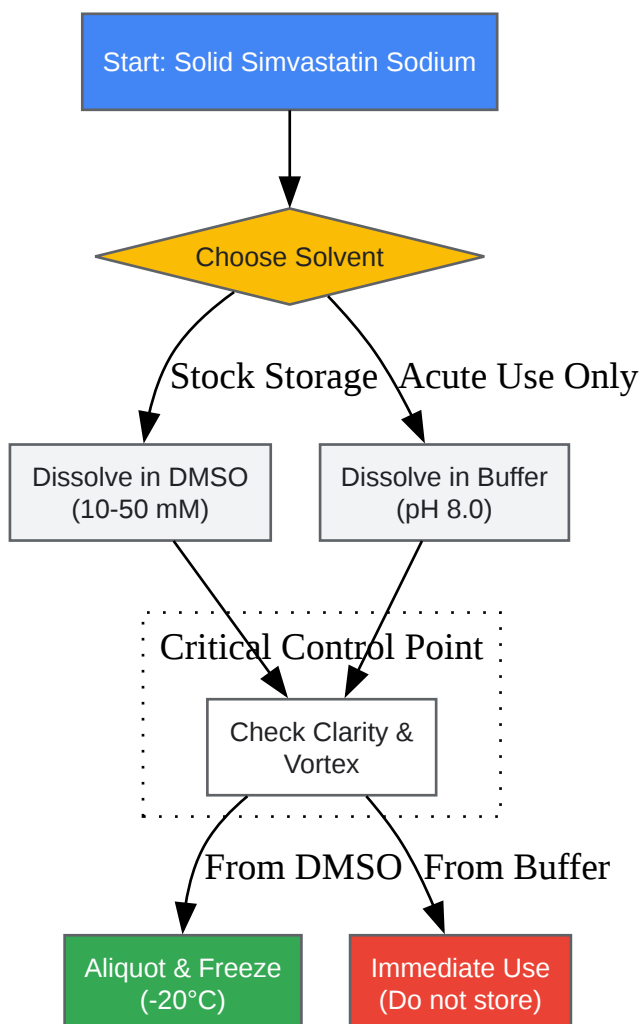 Start: Solid Simvastatin Sodium
Choose Solvent
Stock Storage
Acute Use Only
Dissolve in DMSO
(10-50 mM)
Dissolve in Buffer
(pH 8.0)
Critical Control Point
Check Clarity &
Vortex
From DMSO
From Buffer
Aliquot & Freeze
(-20°C)
Immediate Use
(Do not store)